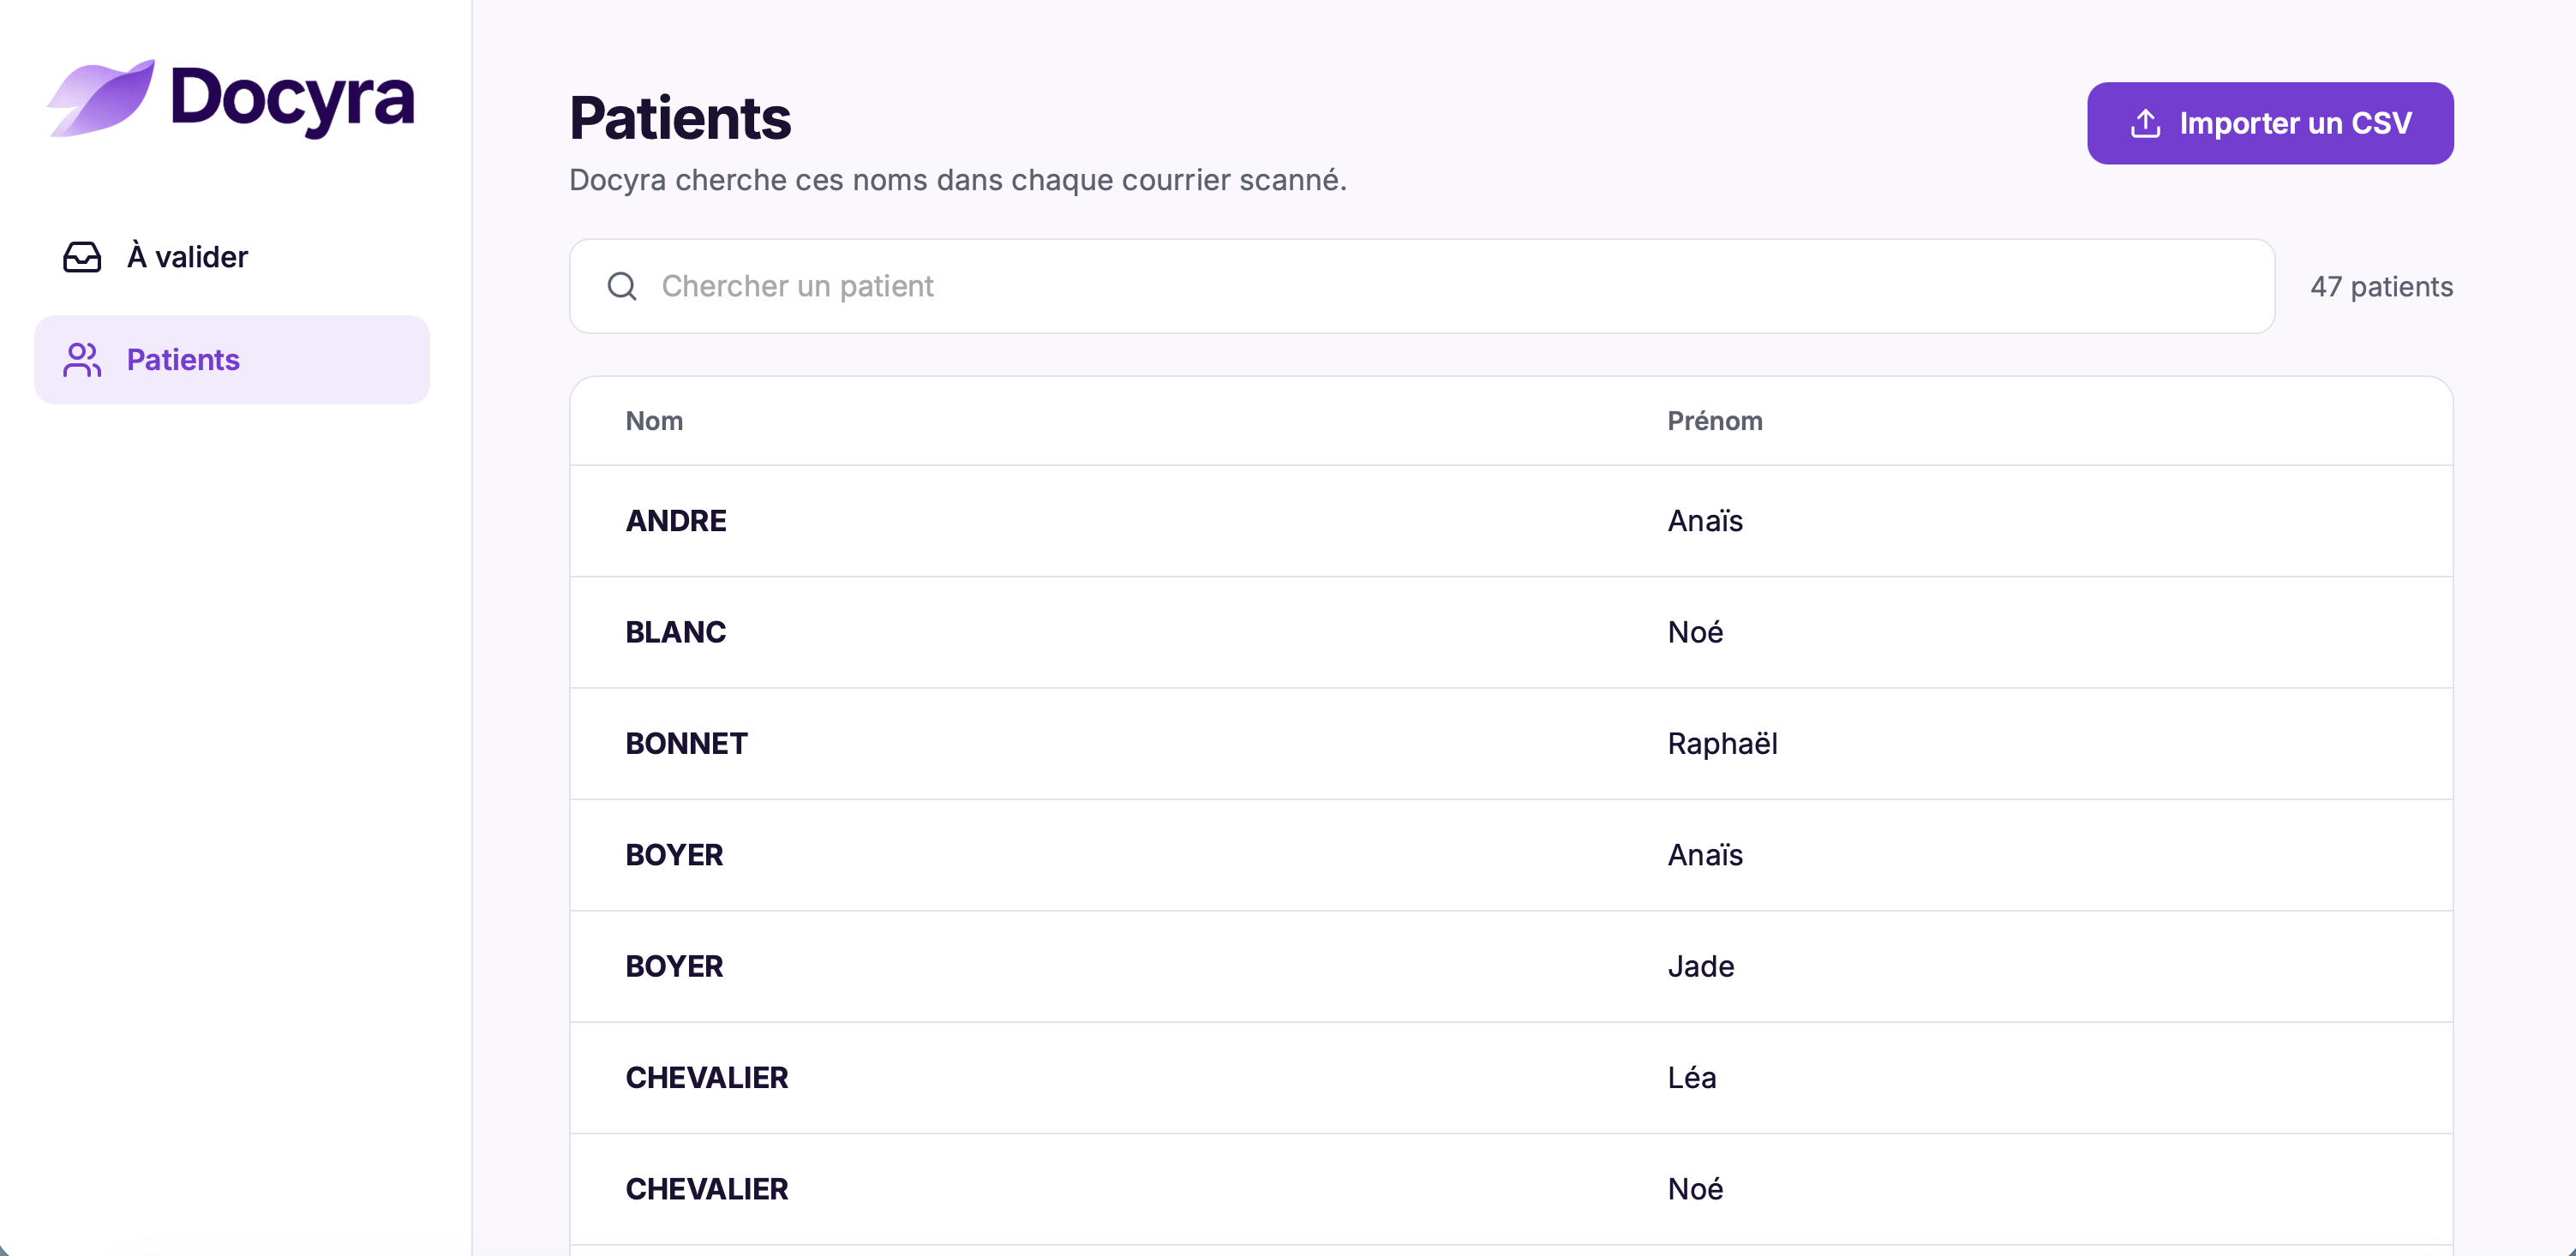 Docyra
À valider
Patients
Patients
Importer un CSV
Docyra cherche ces noms dans chaque courrier scanné.
Chercher un patient
47 patients
Nom Prénom
ANDRE Anaïs
BLANC Noé
BONNET Raphaël
BOYER Anaïs
BOYER Jade
CHEVALIER Léa
CHEVALIER Noé